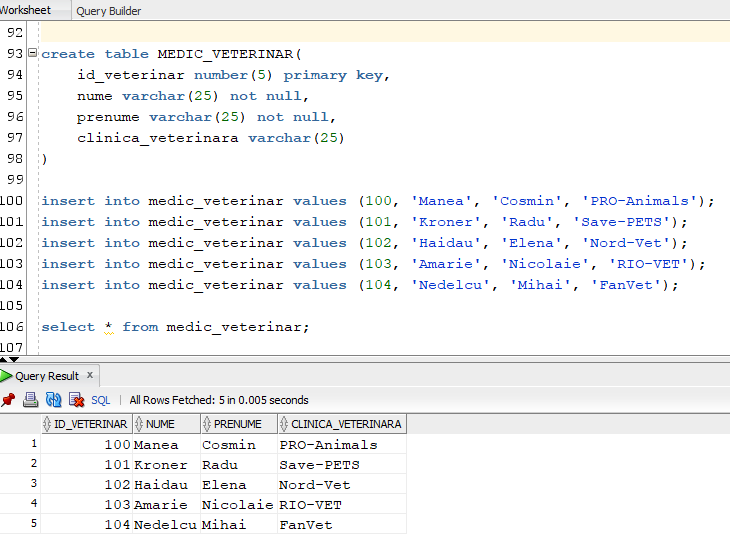 Worksheet Query Builder
92
93 create table MEDIC_VETERINAR(
94 id_veterinar number(5) primary key,
95 nume varchar(25) not null,
96 prenume varchar(25) not null,
97 clinica_veterinara varchar(25)
98 )
99
100 insert into medic_veterinar values (100, 'Manea', 'Cosmin', 'PRO-Animals');
101 insert into medic_veterinar values (101, 'Kroner', 'Radu', 'Save-PETS');
102 insert into medic_veterinar values (102, 'Haidau', 'Elena', 'Nord-Vet');
103 insert into medic_veterinar values (103, 'Amarie', 'Nicolaie', 'RIO-VET');
104 insert into medic_veterinar values (104, 'Nedelcu', 'Mihai', 'FanVet');
105
106 select * from medic_veterinar;
107
Query Result x
SQL | All Rows Fetched: 5 in 0.005 seconds
ID_VETERINAR NUME PRENUME CLINICA_VETERINARA
1 100 Manea Cosmin PRO-Animals
2 101 Kroner Radu Save-PETS
3 102 Haidau Elena Nord-Vet
4 103 Amarie Nicolaie RIO-VET
5 104 Nedelcu Mihai FanVet